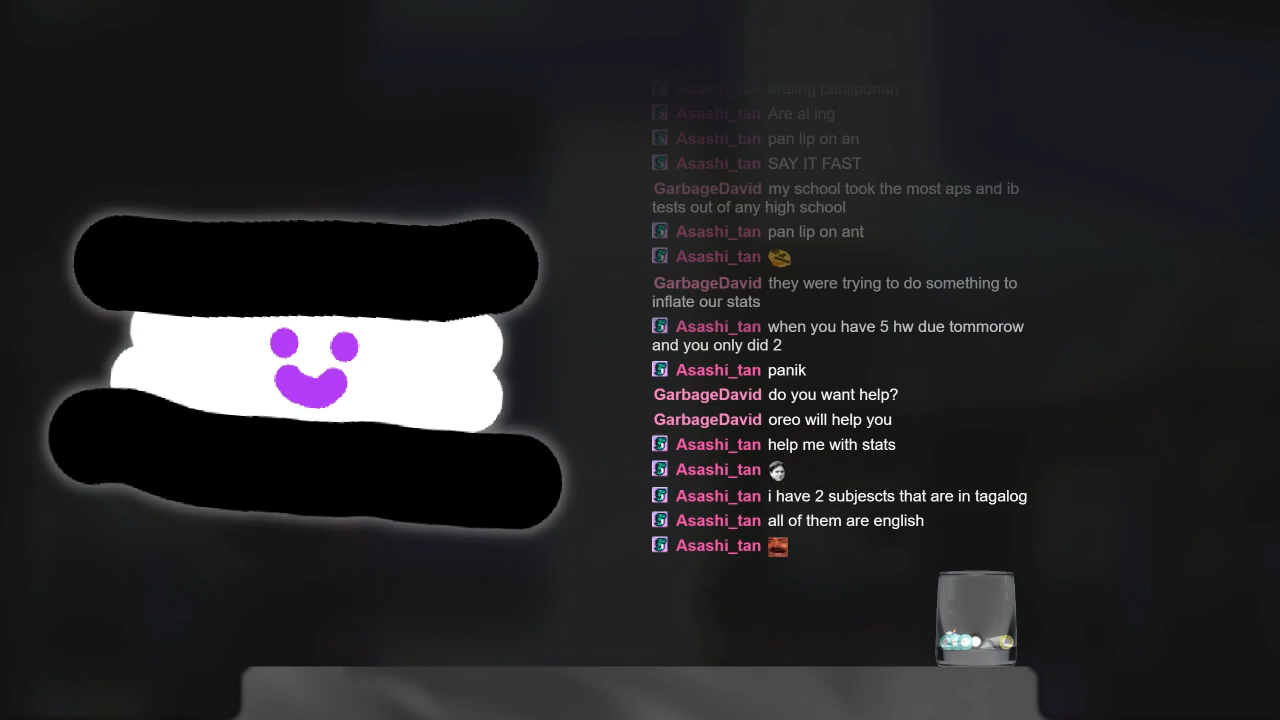 Asashi_tan araling panlipunan
Asashi_tan Are al ing
Asashi_tan pan lip on an
Asashi_tan SAY IT FAST
GarbageDavid my school took the most aps and ib
tests out of any high school
Asashi_tan pan lip on ant
Asashi_tan
GarbageDavid they were trying to do something to
inflate our stats
Asashi_tan when you have 5 hw due tommorow
and you only did 2
Asashi_tan panik
GarbageDavid do you want help?
GarbageDavid oreo will help you
Asashi_tan help me with stats
Asashi_tan
Asashi_tan i have 2 subjescts that are in tagalog
Asashi_tan all of them are english
Asashi_tan